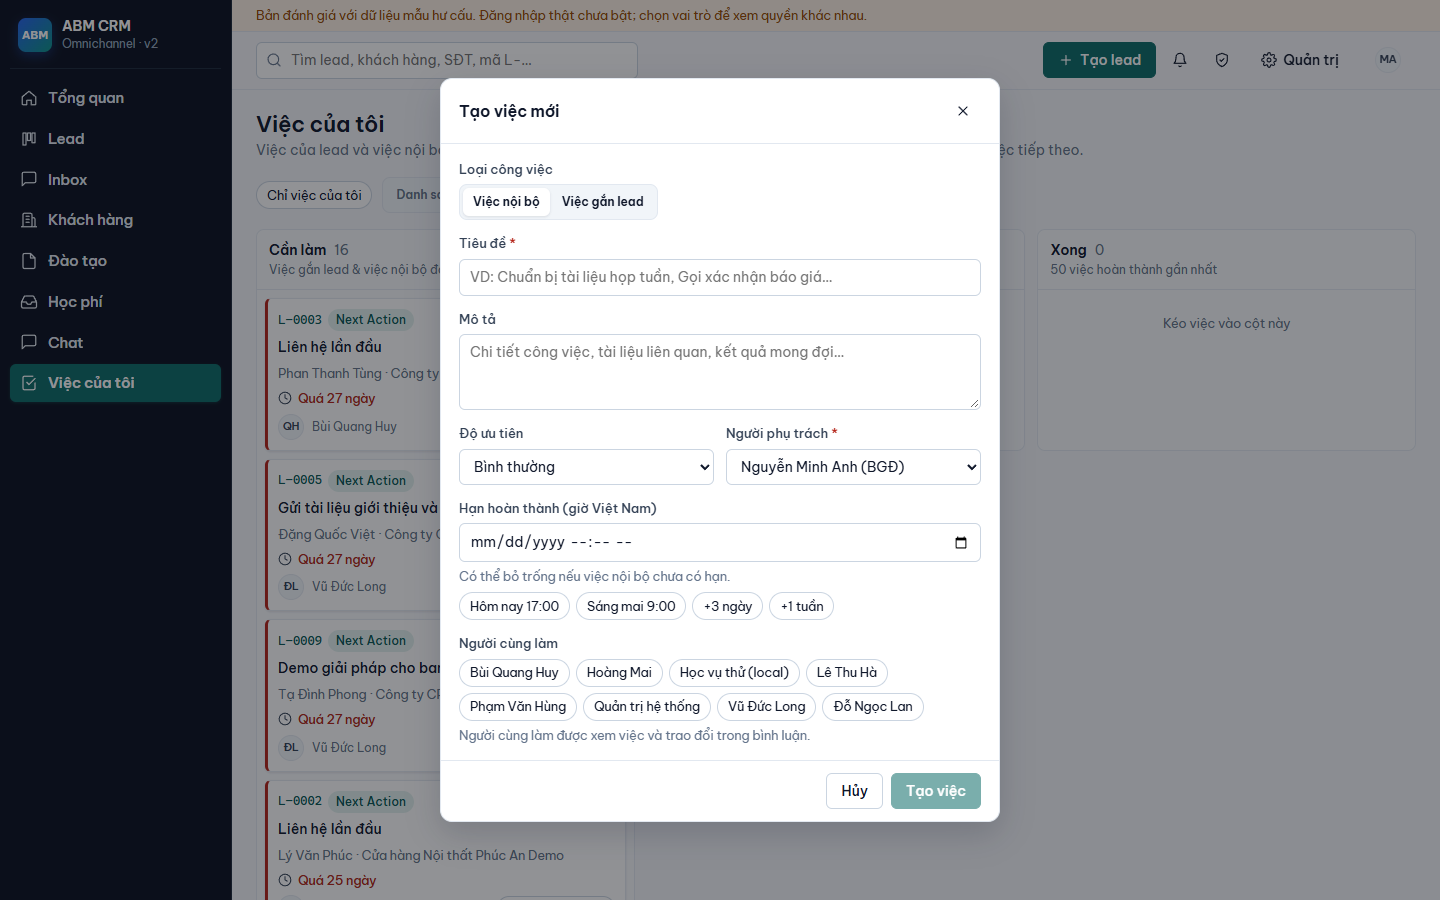 ABM
ABM CRM
Omnichannel · v2
Tổng quan
Lead
Inbox
Khách hàng
Đào tạo
Học phí
Chat
Việc của tôi
Bản đánh giá với dữ liệu mẫu hư cấu. Đăng nhập thật chưa bật; chọn vai trò để xem quyền khác nhau.
Tìm lead, khách hàng, SĐT, mã L-...
+ Tạo lead
Quản trị
MA
Việc của tôi
Việc của lead và việc nội b
ệc tiếp theo.
Chỉ việc của tôi
Danh s
Cần làm 16
Việc gắn lead & việc nội bộ đ
L-0003 Next Action
Liên hệ lần đầu
Phan Thanh Tùng · Công ty
Quá 27 ngày
QH Bùi Quang Huy
L-0005 Next Action
Gửi tài liệu giới thiệu và
Đặng Quốc Việt · Công ty
Quá 27 ngày
ĐL Vũ Đức Long
L-0009 Next Action
Demo giải pháp cho ban
Tạ Đình Phong · Công ty CP
Quá 27 ngày
ĐL Vũ Đức Long
L-0002 Next Action
Liên hệ lần đầu
Lý Văn Phúc · Cửa hàng Nội thất Phúc An Demo
Quá 25 ngày
Xong 0
50 việc hoàn thành gần nhất
Kéo việc vào cột này
Tạo việc mới
Loại công việc
Việc nội bộ Việc gắn lead
Tiêu đề *
VD: Chuẩn bị tài liệu họp tuần, Gọi xác nhận báo giá...
Mô tả
Chi tiết công việc, tài liệu liên quan, kết quả mong đợi...
Độ ưu tiên
Người phụ trách *
Bình thường
Nguyễn Minh Anh (BGĐ)
Hạn hoàn thành (giờ Việt Nam)
mm/dd/yyyy --:-- --
Có thể bỏ trống nếu việc nội bộ chưa có hạn.
Hôm nay 17:00 Sáng mai 9:00 +3 ngày +1 tuần
Người cùng làm
Bùi Quang Huy Hoàng Mai Học vụ thử (local) Lê Thu Hà
Phạm Văn Hùng Quản trị hệ thống Vũ Đức Long Đỗ Ngọc Lan
Người cùng làm được xem việc và trao đổi trong bình luận.
Hủy Tạo việc